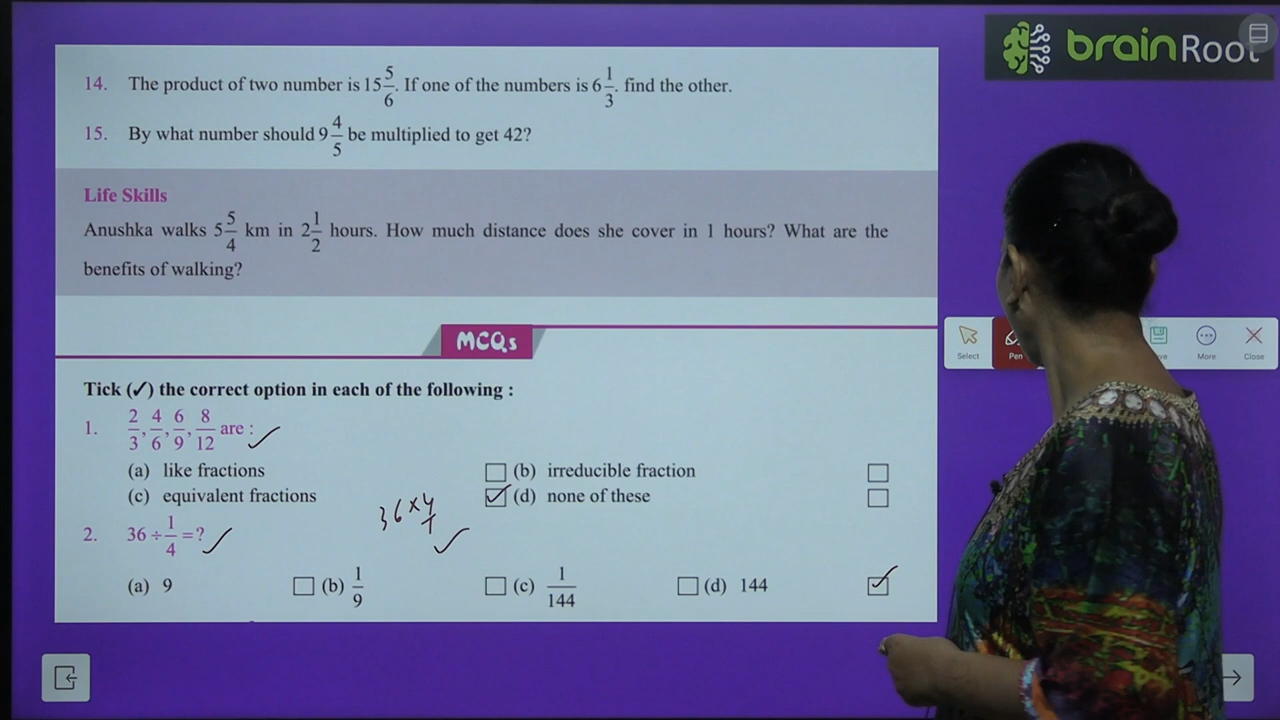 brainRoot
14. The product of two number is 15 5/6. If one of the numbers is 6 1/3. find the other.
15. By what number should 9 4/5 be multiplied to get 42?
Life Skills
Anushka walks 5 5/4 km in 2 1/2 hours. How much distance does she cover in 1 hours? What are the
benefits of walking?
MCQs
Select Pen More Close
Tick (✓) the correct option in each of the following :
1. 2/3, 4/6, 6/9, 8/12 are : ✓
(a) like fractions ☐ (b) irreducible fraction ☐
(c) equivalent fractions ☑ (d) none of these ☐
36 × 4/1 ✓
2. 36 ÷ 1/4 = ? ✓
(a) 9 ☐ (b) 1/9 ☐ (c) 1/144 ☐ (d) 144 ☑